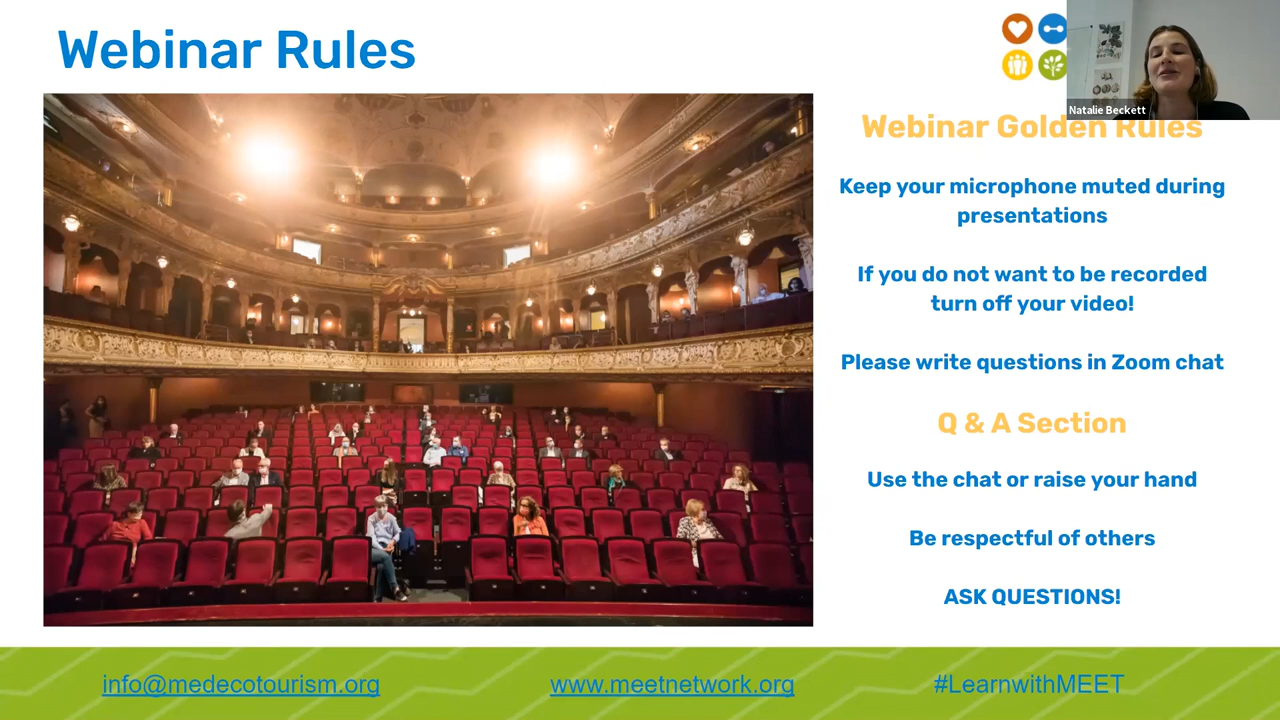 Webinar Rules
Natalie Beckett
Webinar Golden Rules
Keep your microphone muted during
presentations
If you do not want to be recorded
turn off your video!
Please write questions in Zoom chat
Q & A Section
Use the chat or raise your hand
Be respectful of others
ASK QUESTIONS!
info@medecotourism.org
www.meetnetwork.org
#LearnwithMEET